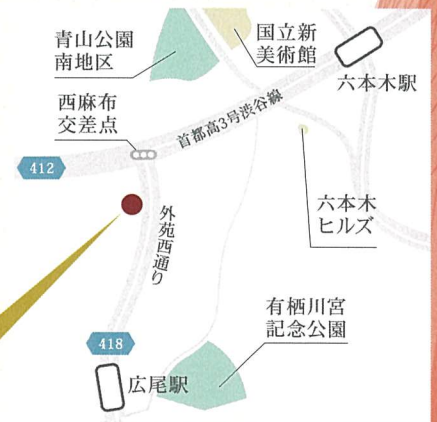 青山公園
南地区
国立新
美術館
六本木駅
西麻布
交差点
首都高3号渋谷線
412
外苑西通り
六本木
ヒルズ
有栖川宮
記念公園
418
広尾駅